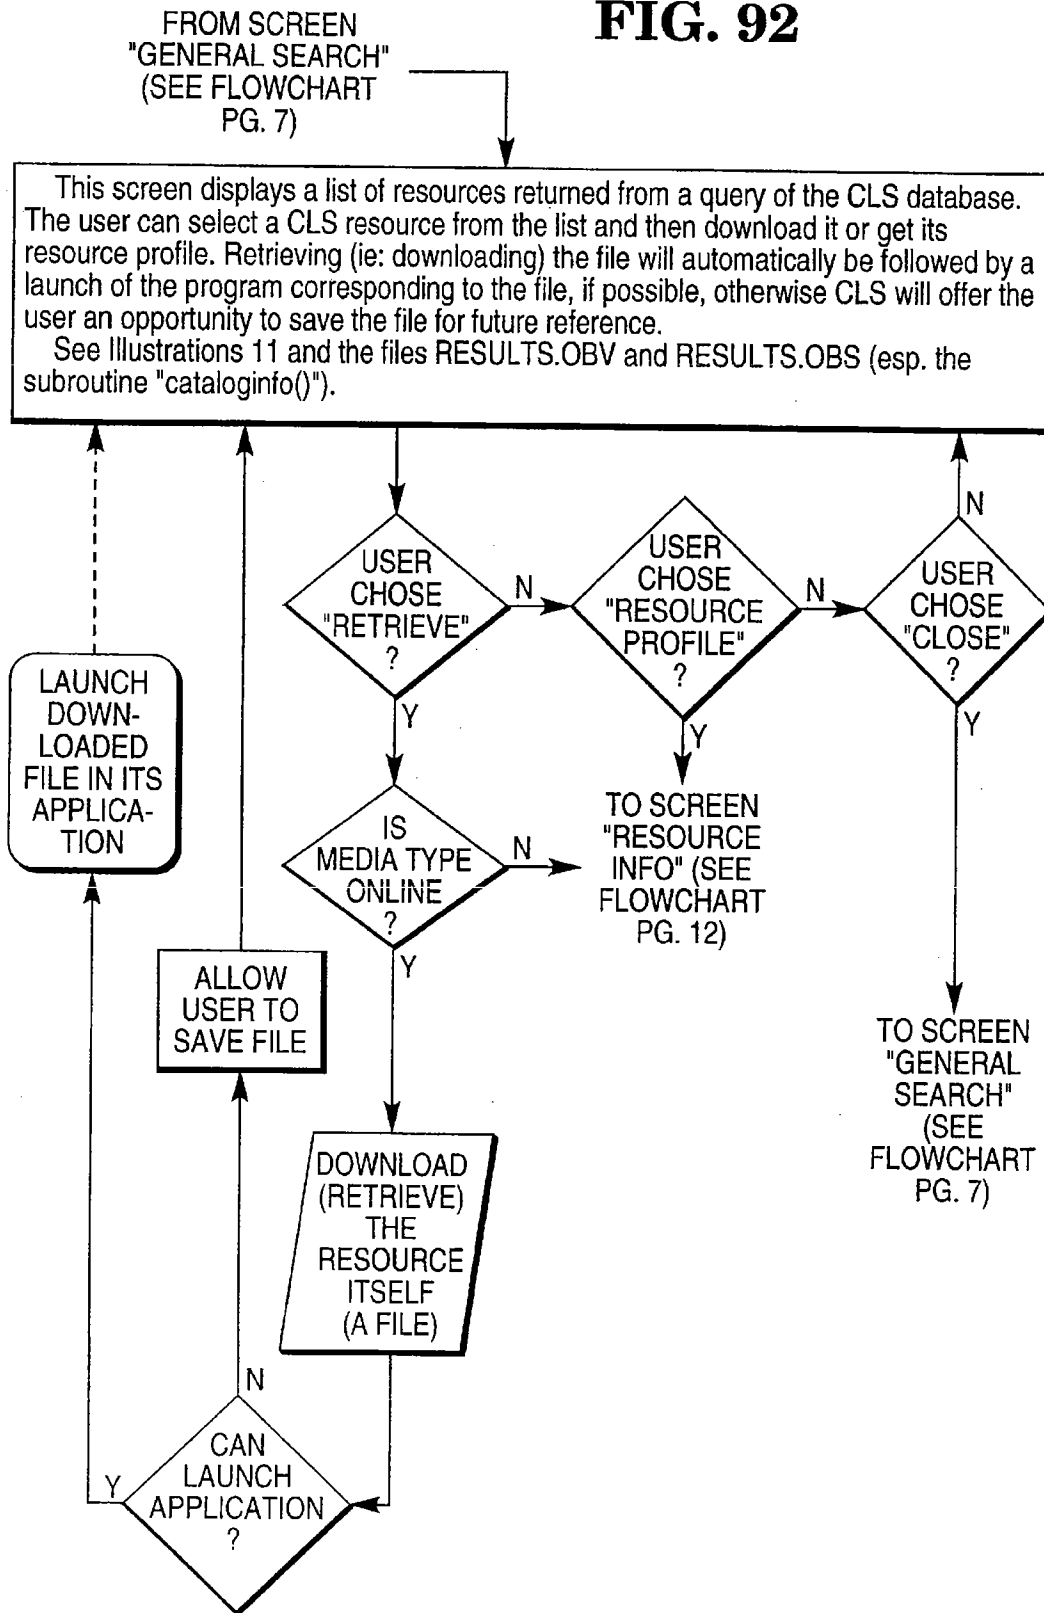 FIG. 92
FROM SCREEN
"GENERAL SEARCH"
(SEE FLOWCHART
PG. 7)
This screen displays a list of resources returned from a query of the CLS database.
The user can select a CLS resource from the list and then download it or get its
resource profile. Retrieving (ie: downloading) the file will automatically be followed by a
launch of the program corresponding to the file, if possible, otherwise CLS will offer the
user an opportunity to save the file for future reference.
See Illustrations 11 and the files RESULTS.OBV and RESULTS.OBS (esp. the
subroutine "cataloginfo()").
USER
CHOSE
"RETRIEVE"
?
N
Y
USER
CHOSE
"RESOURCE
PROFILE"
?
N
Y
USER
CHOSE
"CLOSE"
?
N
Y
LAUNCH
DOWN-
LOADED
FILE IN ITS
APPLICA-
TION
IS
MEDIA TYPE
ONLINE
?
N
Y
TO SCREEN
"RESOURCE
INFO" (SEE
FLOWCHART
PG. 12)
ALLOW
USER TO
SAVE FILE
TO SCREEN
"GENERAL
SEARCH"
(SEE
FLOWCHART
PG. 7)
DOWNLOAD
(RETRIEVE)
THE
RESOURCE
ITSELF
(A FILE)
N
Y
CAN
LAUNCH
APPLICATION
?